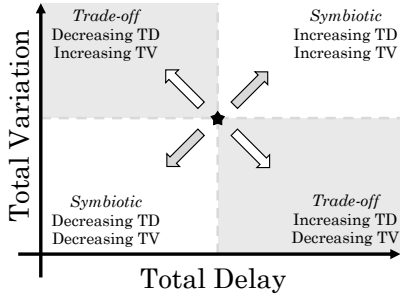 Trade-off
Decreasing TD
Increasing TV
Symbiotic
Increasing TD
Increasing TV
Total Variation
Symbiotic
Decreasing TD
Decreasing TV
Trade-off
Increasing TD
Decreasing TV
Total Delay